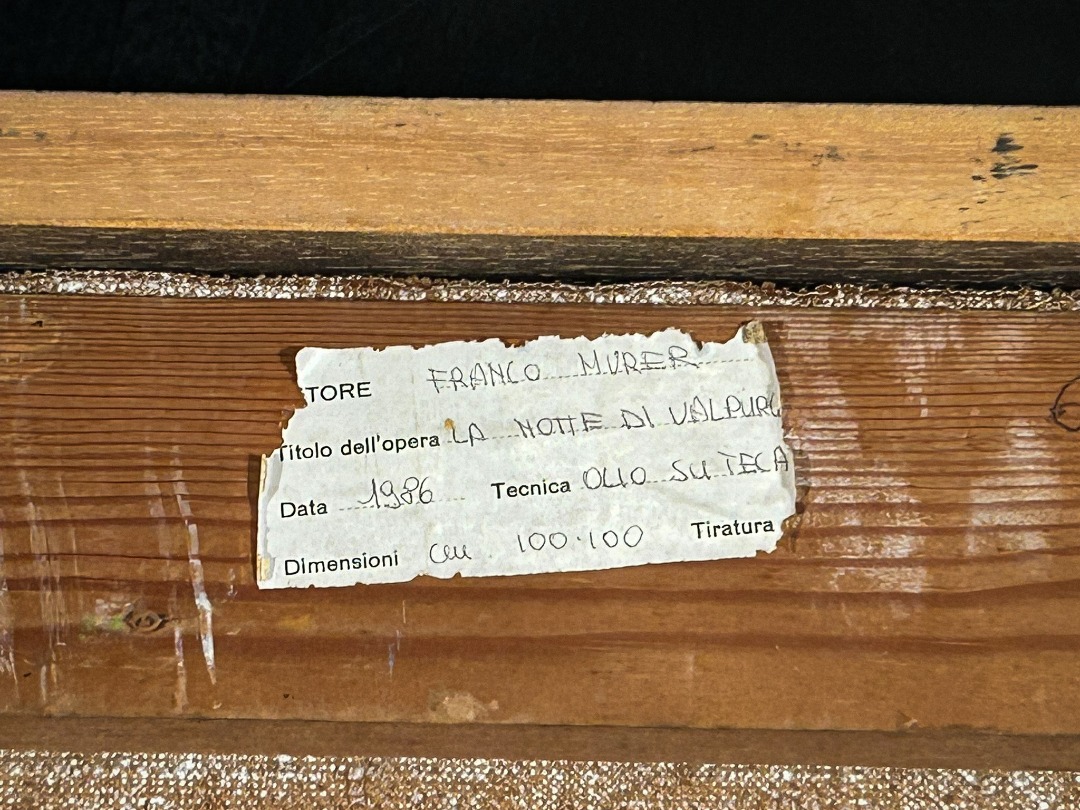 TORE FRANCO MURER
Titolo dell'opera LA NOTTE DI VALPURG
Data 1986 Tecnica OLIO SU TECA
Dimensioni cm. 100·100 Tiratura